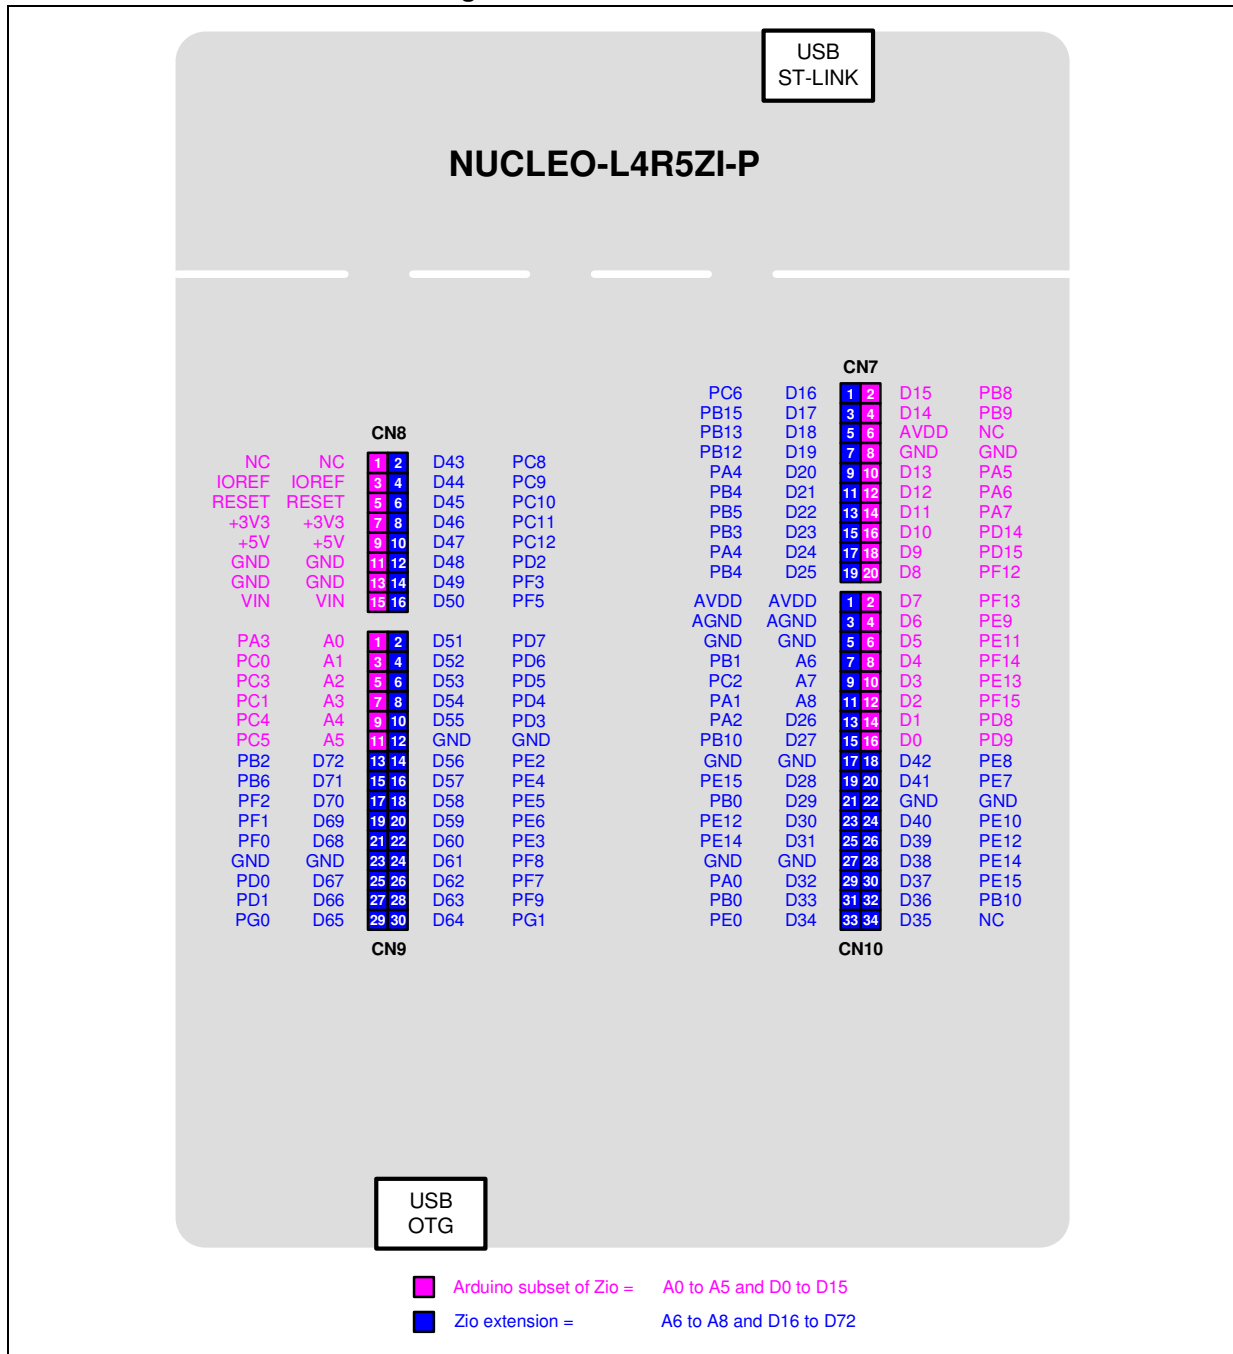 USB
ST-LINK
NUCLEO-L4R5ZI-P
CN8
NC NC 1 2 D43 PC8
IOREF IOREF 3 4 D44 PC9
RESET RESET 5 6 D45 PC10
+3V3 +3V3 7 8 D46 PC11
+5V +5V 9 10 D47 PC12
GND GND 11 12 D48 PD2
GND GND 13 14 D49 PF3
VIN VIN 15 16 D50 PF5
PA3 A0 1 2 D51 PD7
PC0 A1 3 4 D52 PD6
PC3 A2 5 6 D53 PD5
PC1 A3 7 8 D54 PD4
PC4 A4 9 10 D55 PD3
PC5 A5 11 12 GND GND
PB2 D72 13 14 D56 PE2
PB6 D71 15 16 D57 PE4
PF2 D70 17 18 D58 PE5
PF1 D69 19 20 D59 PE6
PF0 D68 21 22 D60 PE3
GND GND 23 24 D61 PF8
PD0 D67 25 26 D62 PF7
PD1 D66 27 28 D63 PF9
PG0 D65 29 30 D64 PG1
CN9
CN7
PC6 D16 1 2 D15 PB8
PB15 D17 3 4 D14 PB9
PB13 D18 5 6 AVDD NC
PB12 D19 7 8 GND GND
PA4 D20 9 10 D13 PA5
PB4 D21 11 12 D12 PA6
PB5 D22 13 14 D11 PA7
PB3 D23 15 16 D10 PD14
PA4 D24 17 18 D9 PD15
PB4 D25 19 20 D8 PF12
AVDD AVDD 1 2 D7 PF13
AGND AGND 3 4 D6 PE9
GND GND 5 6 D5 PE11
PB1 A6 7 8 D4 PF14
PC2 A7 9 10 D3 PE13
PA1 A8 11 12 D2 PF15
PA2 D26 13 14 D1 PD8
PB10 D27 15 16 D0 PD9
GND GND 17 18 D42 PE8
PE15 D28 19 20 D41 PE7
PB0 D29 21 22 GND GND
PE12 D30 23 24 D40 PE10
PE14 D31 25 26 D39 PE12
GND GND 27 28 D38 PE14
PA0 D32 29 30 D37 PE15
PB0 D33 31 32 D36 PB10
PE0 D34 33 34 D35 NC
CN10
USB
OTG
Arduino subset of Zio = A0 to A5 and D0 to D15
Zio extension = A6 to A8 and D16 to D72